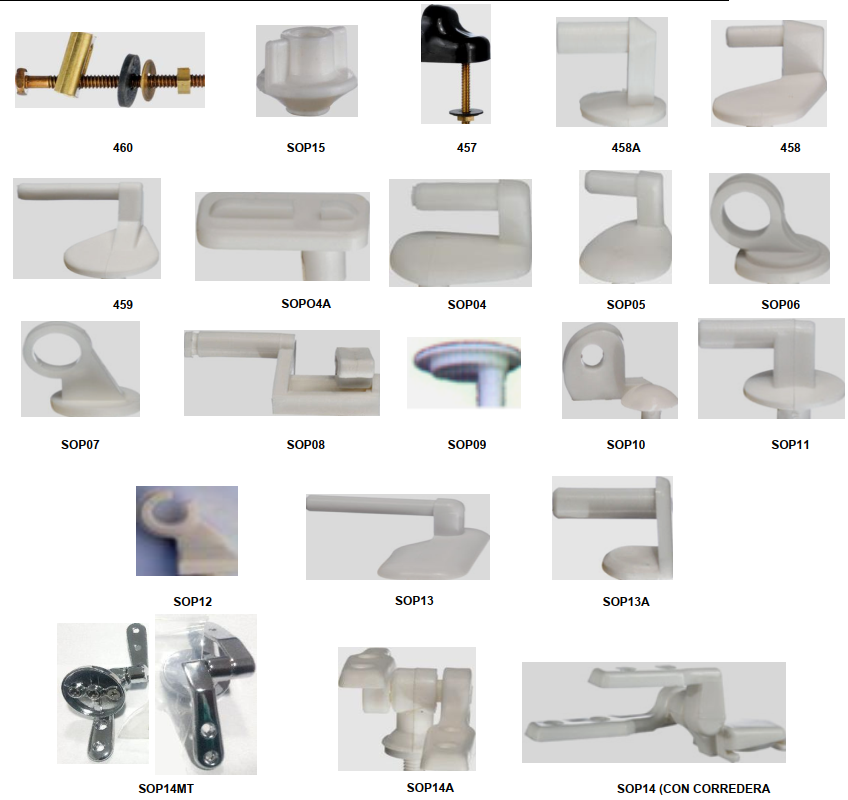 460 SOP15 457 458A 458
459 SOPO4A SOP04 SOP05 SOP06
SOP07 SOP08 SOP09 SOP10 SOP11
SOP12 SOP13 SOP13A
SOP14MT SOP14A SOP14 (CON CORREDERA